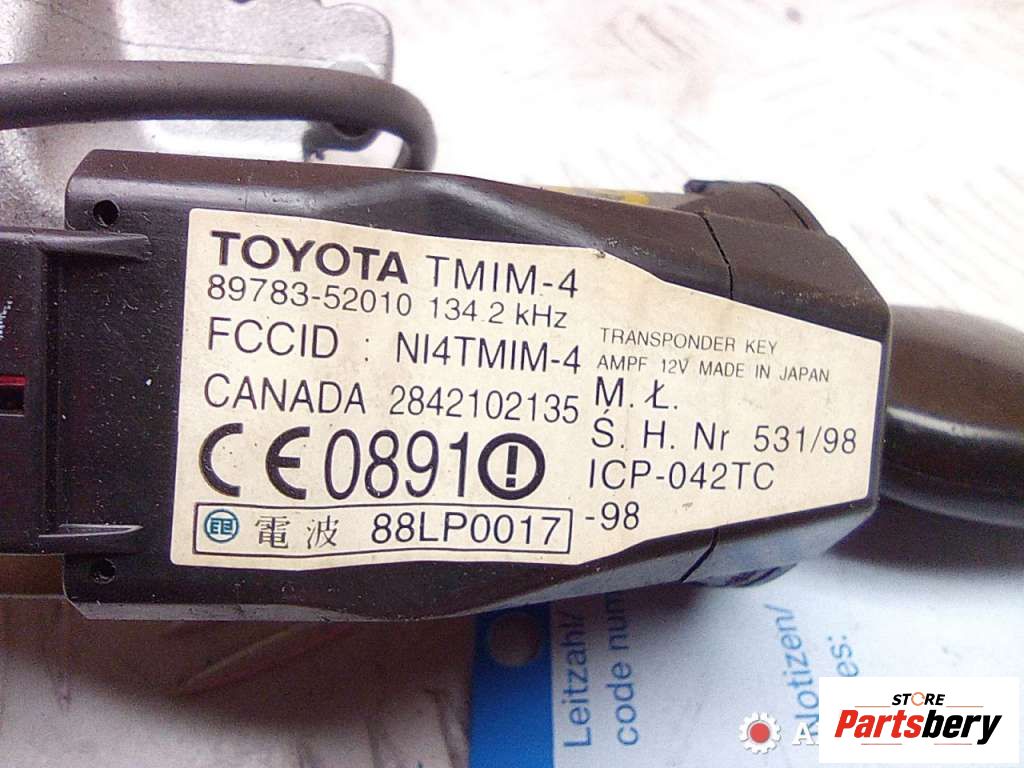 TOYOTA TMIM-4
89783-52010 134.2 kHz
FCCID : NI4TMIM-4
CANADA 2842102135
CE0891
電波 88LP0017
TRANSPONDER KEY
AMPF 12V MADE IN JAPAN
M. Ł.
Ś. H. Nr 531/98
ICP-042TC
-98
Leitzahl/
code num
Notizen/
es:
STORE
Partsbery